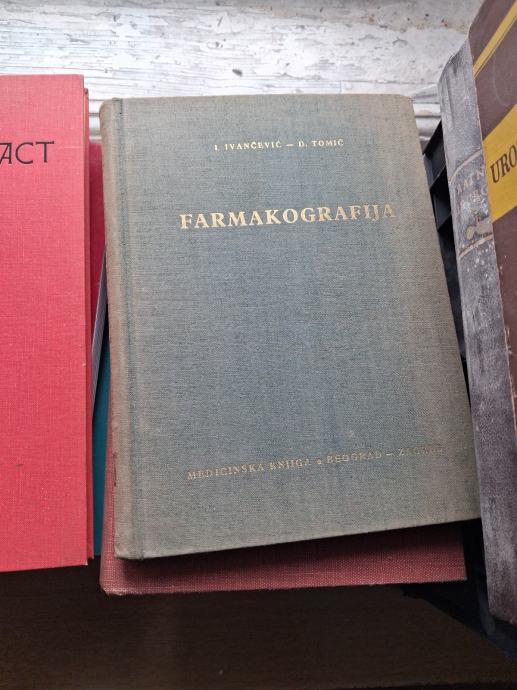 ACT
I. IVANČEVIĆ — D. TOMIĆ
FARMAKOGRAFIJA
MEDICINSKA KNJIGA • BEOGRAD — ZAGREB
URO